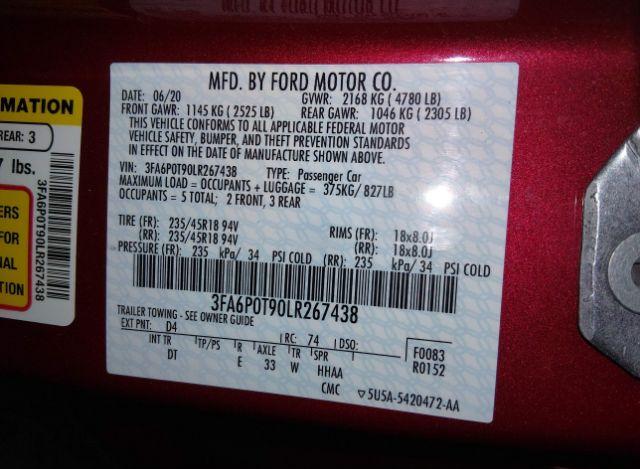 MFD. BY FORD MOTOR CO.
DATE: 06/20 GVWR: 2168 KG ( 4780 LB)
FRONT GAWR: 1145 KG ( 2525 LB) REAR GAWR: 1046 KG ( 2305 LB)
THIS VEHICLE CONFORMS TO ALL APPLICABLE FEDERAL MOTOR
VEHICLE SAFETY, BUMPER, AND THEFT PREVENTION STANDARDS
IN EFFECT ON THE DATE OF MANUFACTURE SHOWN ABOVE.
VIN: 3FA6P0T90LR267438 TYPE: Passenger Car
MAXIMUM LOAD = OCCUPANTS + LUGGAGE = 375KG/ 827LB
OCCUPANTS = 5 TOTAL; 2 FRONT, 3 REAR
TIRE (FR): 235/45R18 94V RIMS (FR): 18x8.0J
(RR): 235/45R18 94V (RR): 18x8.0J
PRESSURE (FR): 235 kPa/ 34 PSI COLD (RR): 235 kPa/ 34 PSI COLD
3FA6P0T90LR267438
TRAILER TOWING - SEE OWNER GUIDE
EXT PNT: D4 RC: 74 DSO: F0083
INT TR TP/PS R AXLE TR SPR R0152
DT E 33 W HHAA
CMC 5U5A-5420472-AA
RMATION
REAR: 3
7 lbs.
ERS
FOR
NAL
ION
3FA6P0T90LR267438